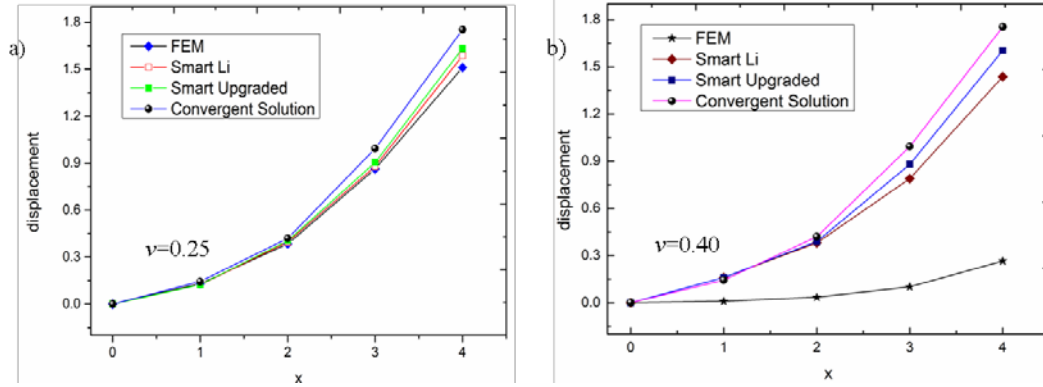 a)
1.8
1.5
1.2
0.9
0.6
0.3
0.0
displacement
FEM
Smart Li
Smart Upgraded
Convergent Solution
v=0.25
0 1 2 3 4
x
b)
1.8
1.5
1.2
0.9
0.6
0.3
0.0
displacement
FEM
Smart Li
Smart Upgraded
Convergent Solution
v=0.40
0 1 2 3 4
x